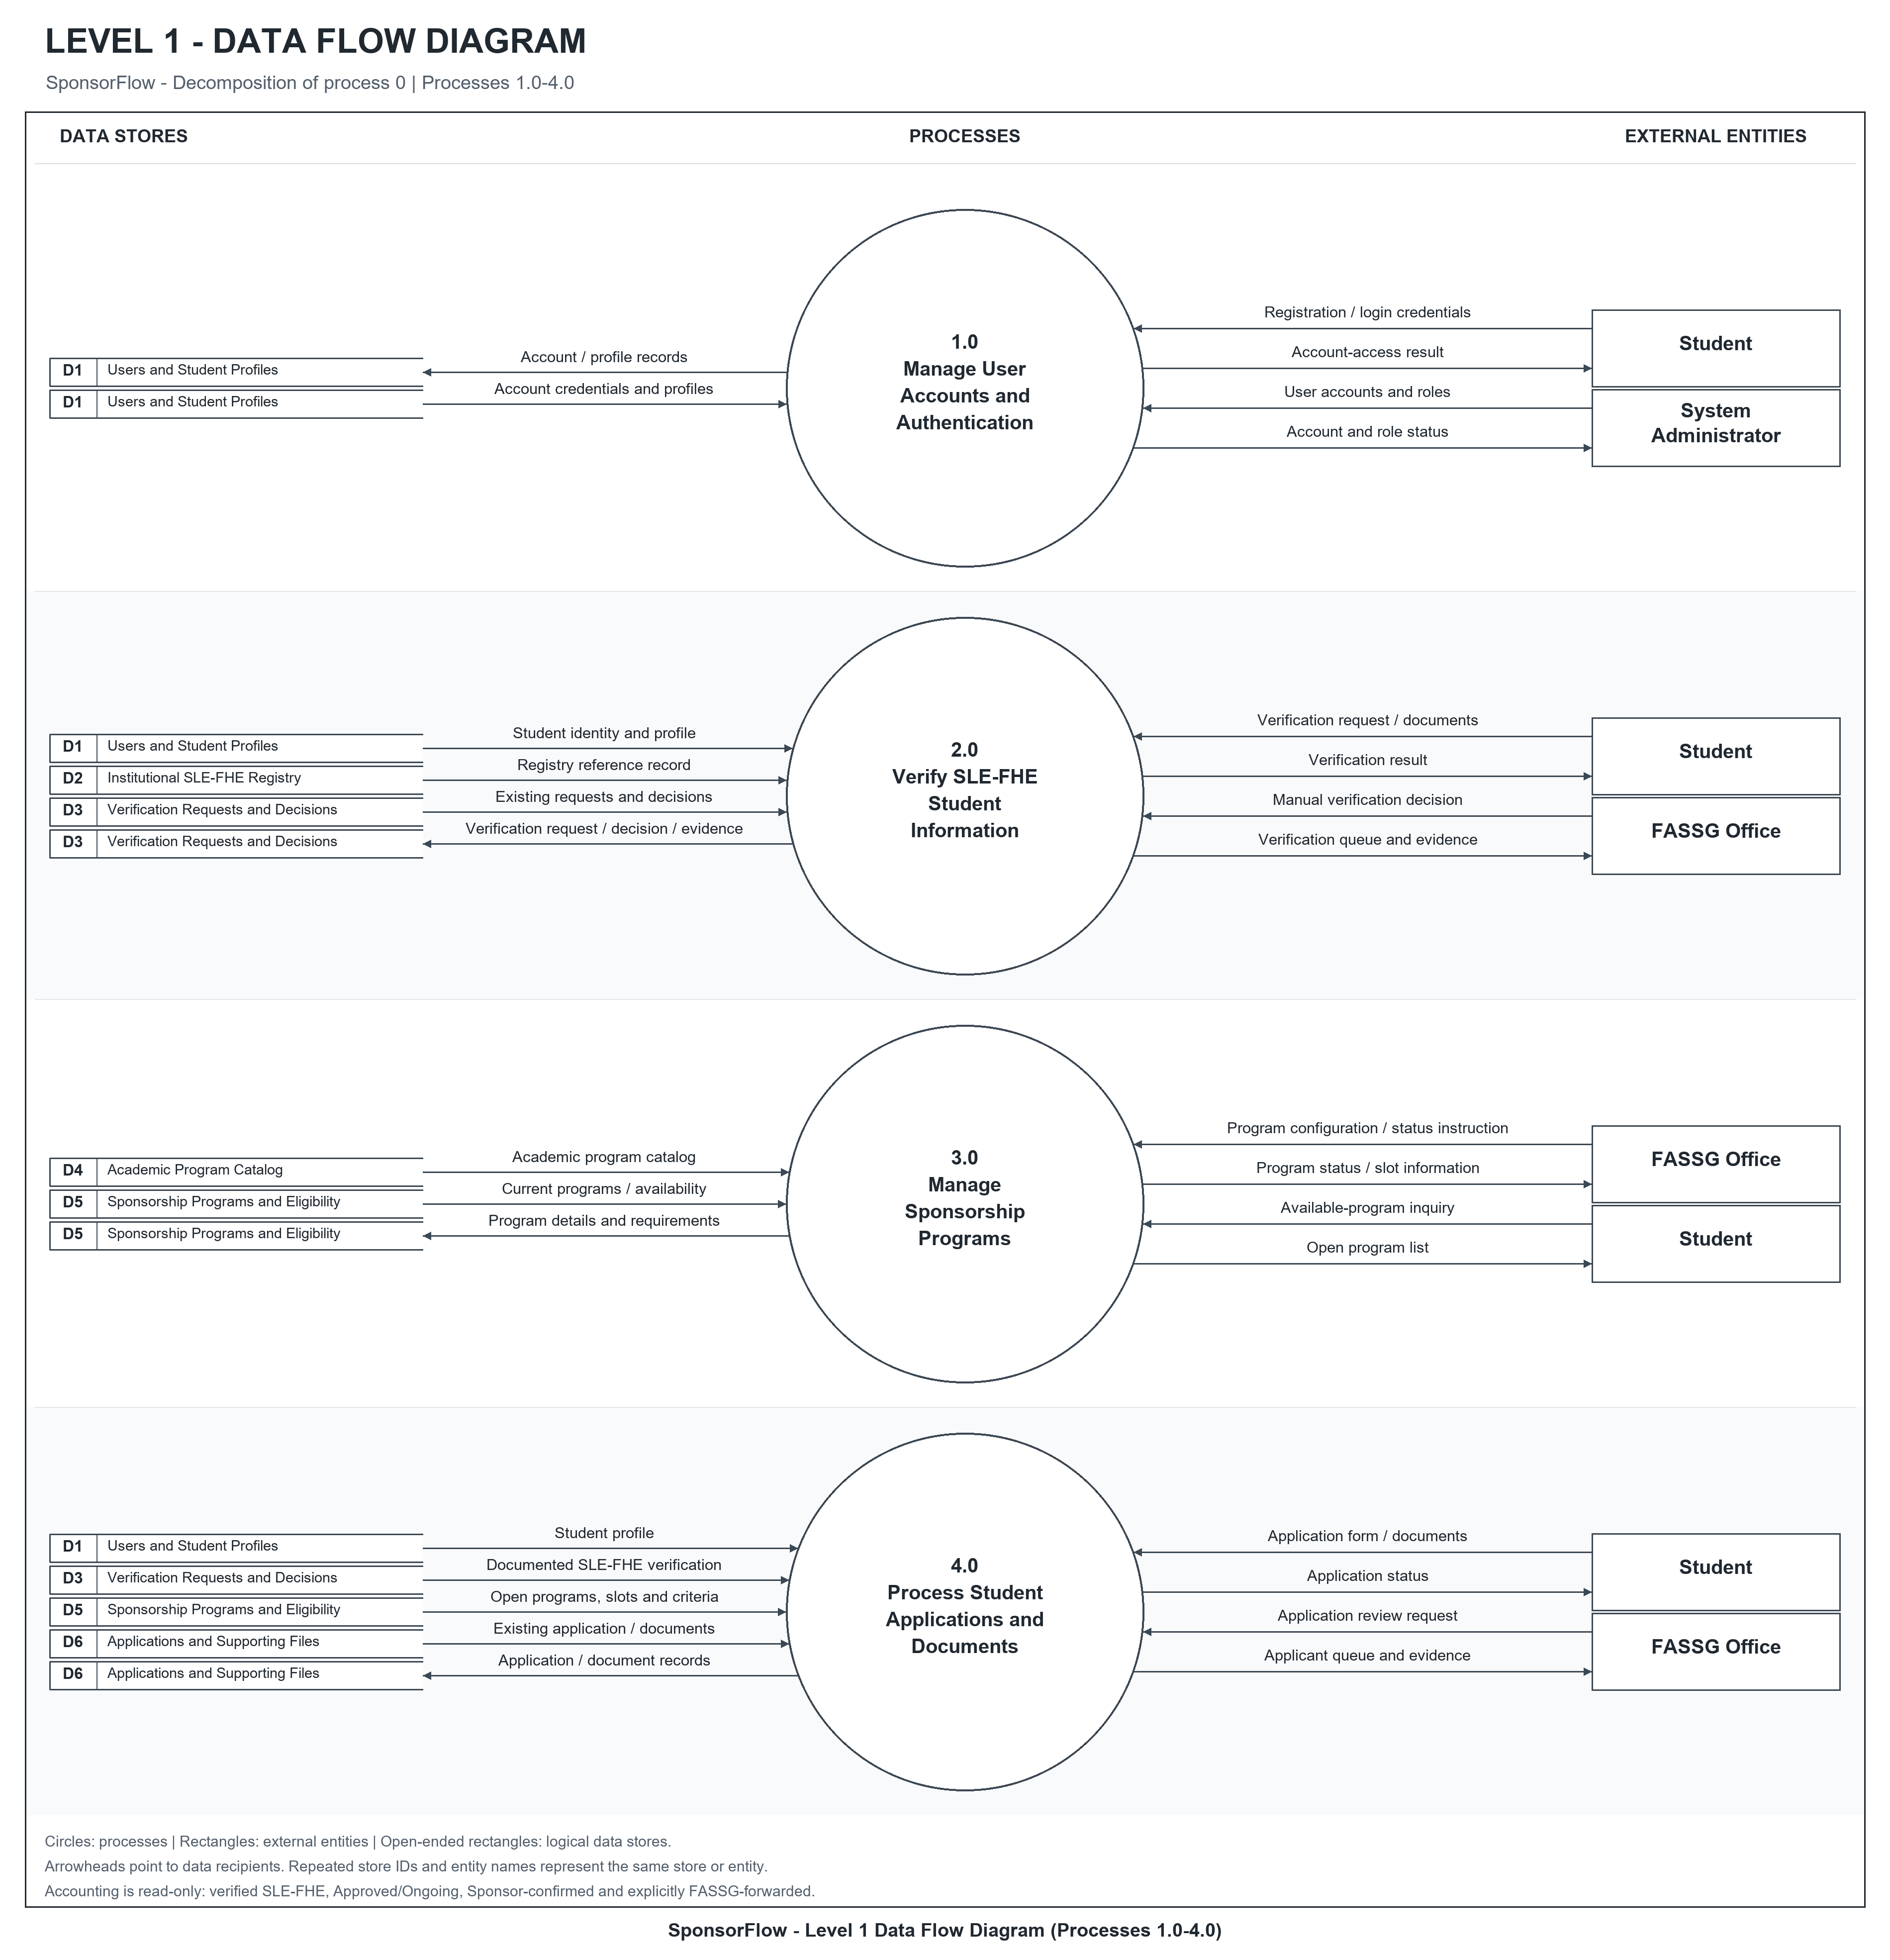 LEVEL 1 - DATA FLOW DIAGRAM
SponsorFlow - Decomposition of process 0 | Processes 1.0-4.0
DATA STORES
PROCESSES
EXTERNAL ENTITIES
D1 Users and Student Profiles
D1 Users and Student Profiles
Account / profile records
Account credentials and profiles
1.0
Manage User
Accounts and
Authentication
Registration / login credentials
Account-access result
User accounts and roles
Account and role status
Student
System
Administrator
D1 Users and Student Profiles
D2 Institutional SLE-FHE Registry
D3 Verification Requests and Decisions
D3 Verification Requests and Decisions
Student identity and profile
Registry reference record
Existing requests and decisions
Verification request / decision / evidence
2.0
Verify SLE-FHE
Student
Information
Verification request / documents
Verification result
Manual verification decision
Verification queue and evidence
Student
FASSG Office
D4 Academic Program Catalog
D5 Sponsorship Programs and Eligibility
D5 Sponsorship Programs and Eligibility
Academic program catalog
Current programs / availability
Program details and requirements
3.0
Manage
Sponsorship
Programs
Program configuration / status instruction
Program status / slot information
Available-program inquiry
Open program list
FASSG Office
Student
D1 Users and Student Profiles
D3 Verification Requests and Decisions
D5 Sponsorship Programs and Eligibility
D6 Applications and Supporting Files
D6 Applications and Supporting Files
Student profile
Documented SLE-FHE verification
Open programs, slots and criteria
Existing application / documents
Application / document records
4.0
Process Student
Applications and
Documents
Application form / documents
Application status
Application review request
Applicant queue and evidence
Student
FASSG Office
Circles: processes | Rectangles: external entities | Open-ended rectangles: logical data stores.
Arrowheads point to data recipients. Repeated store IDs and entity names represent the same store or entity.
Accounting is read-only: verified SLE-FHE, Approved/Ongoing, Sponsor-confirmed and explicitly FASSG-forwarded.
SponsorFlow - Level 1 Data Flow Diagram (Processes 1.0-4.0)